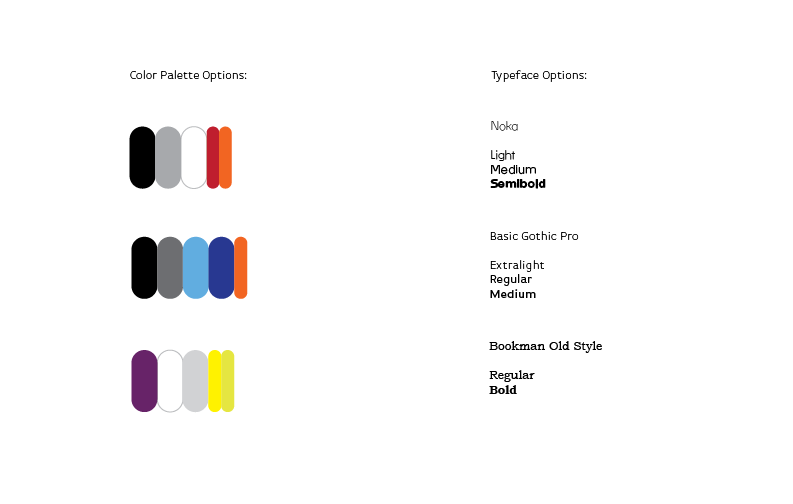 Color Palette Options:
Typeface Options:
Noka
Light
Medium
Semibold
Basic Gothic Pro
Extralight
Regular
Medium
Bookman Old Style
Regular
Bold